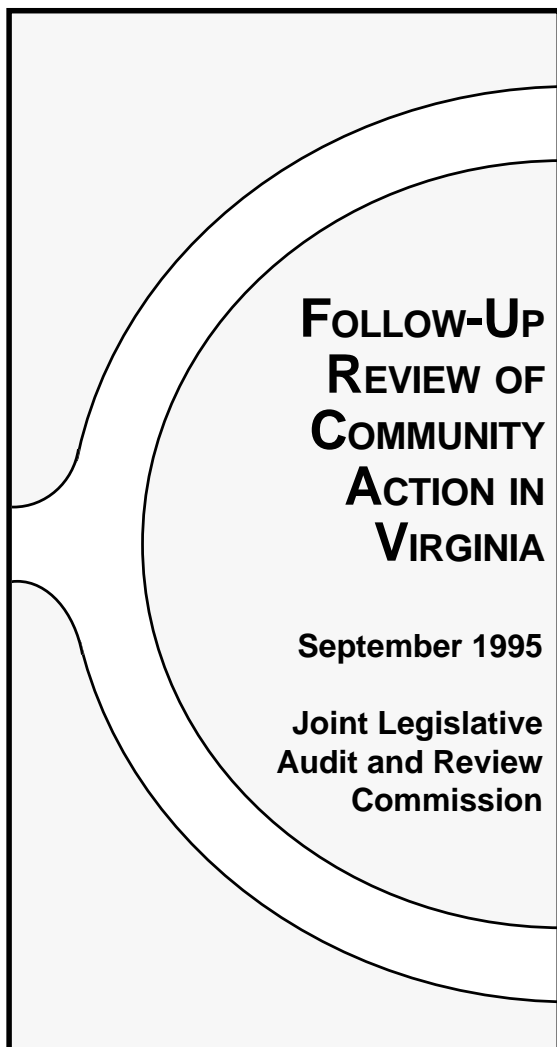 FOLLOW-UP
REVIEW OF
COMMUNITY
ACTION IN
VIRGINIA
September 1995
Joint Legislative
Audit and Review
Commission